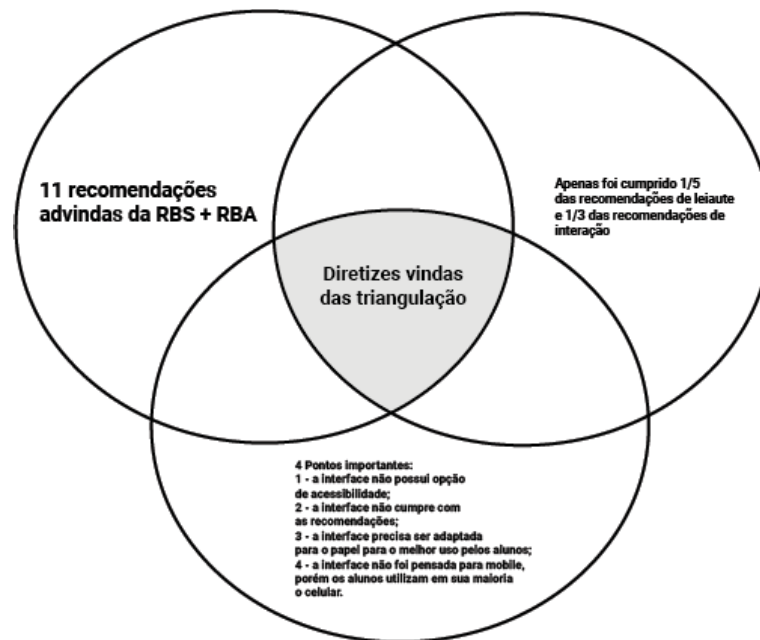 11 recomendações
advindas da RBS + RBA
Apenas foi cumprido 1/5
das recomendações de leiaute
e 1/3 das recomendações de
interação
Diretizes vindas
das triangulação
4 Pontos importantes:
1 - a interface não possui opção
de acessibilidade;
2 - a interface não cumpre com
as recomendações;
3 - a interface precisa ser adaptada
para o papel para o melhor uso pelos alunos;
4 - a interface não foi pensada para mobile,
porém os alunos utilizam em sua maioria
o celular.